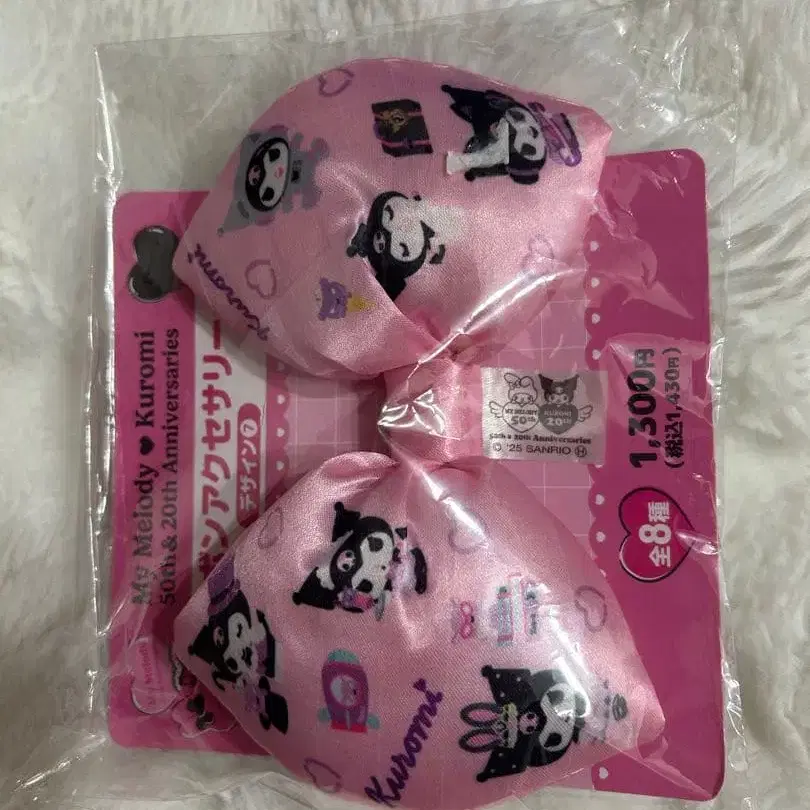 My Melody ♥ Kuromi
50th & 20th Anniversaries
ボンアクセサリー
デザイン⑦
Kuromi
MY MELODY
50th
KUROMI
20th
50th & 20th Anniversaries
© '25 SANRIO Ⓗ
1,300円
(税込1,430円)
全8種
Kuromi